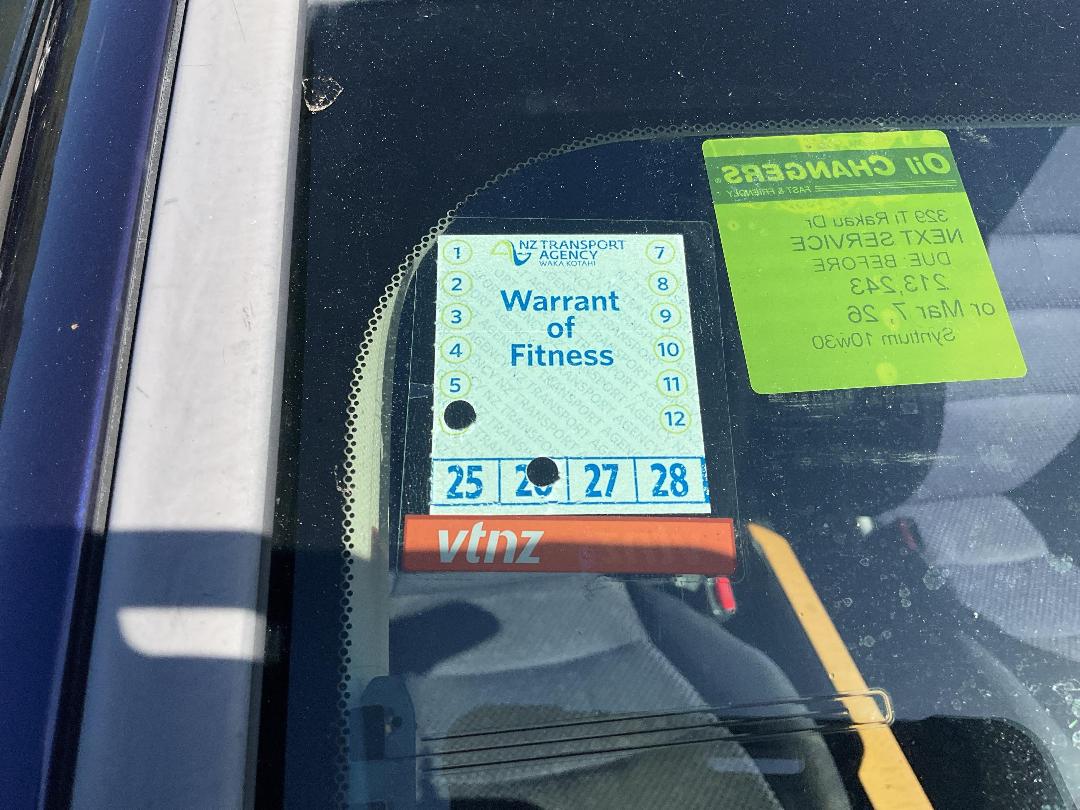 NZ TRANSPORT
AGENCY
WAKA KOTAHI
Warrant
of
Fitness
1
2
3
4
5
7
8
9
10
11
12
25 26 27 28
vtnz
Oil CHANGERS®
FAST & FRIENDLY
329 Ti Rakau Dr
NEXT SERVICE
DUE: BEFORE
213,243
or Mar 7, 26
Syntium 10w30